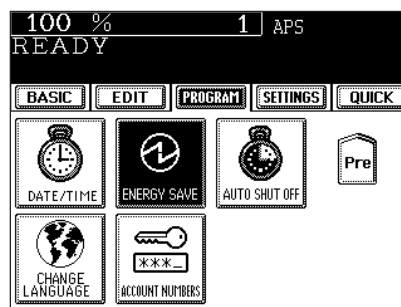 100 % 1 APS
READY
BASIC EDIT PROGRAM SETTINGS QUICK
DATE/TIME ENERGY SAVE AUTO SHUT OFF Pre
CHANGE
LANGUAGE
***_
ACCOUNT NUMBERS